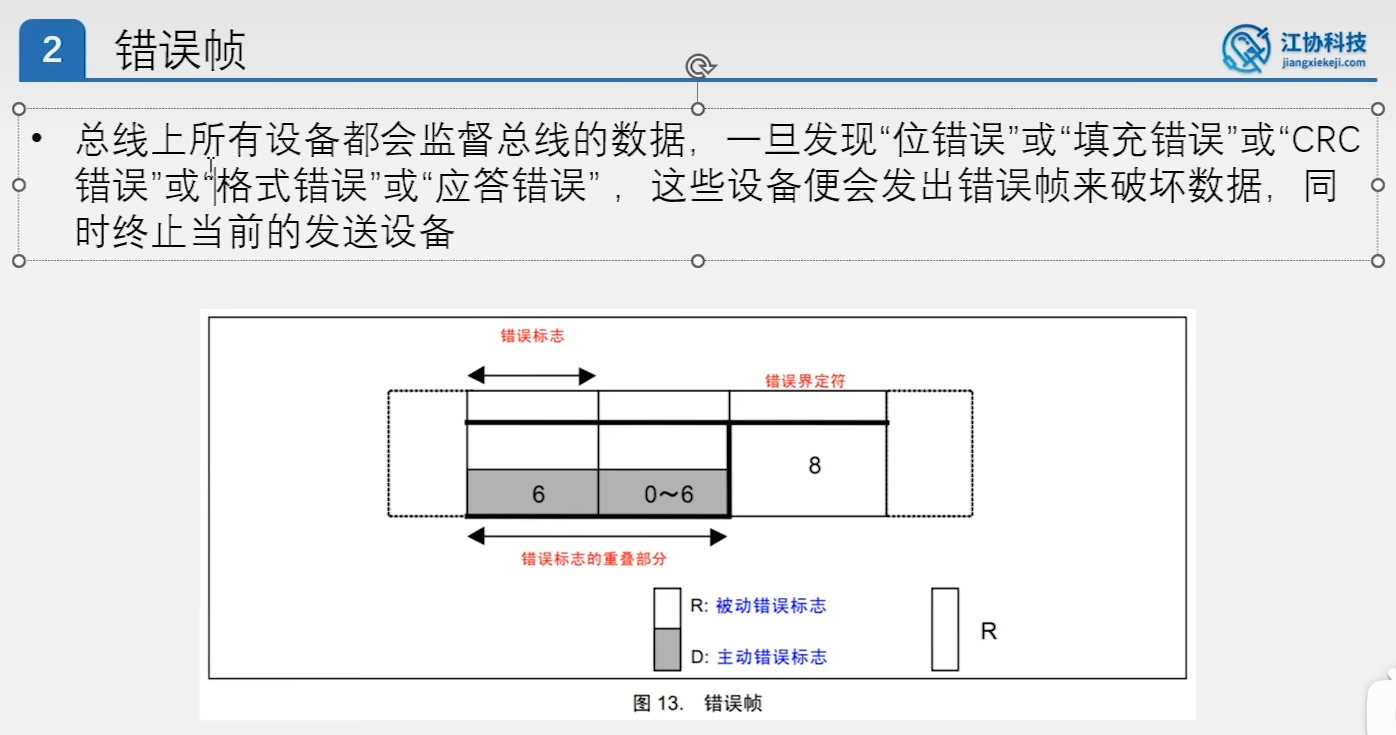 2 错误帧
江协科技
jiangxiekeji.com
• 总线上所有设备都会监督总线的数据，一旦发现“位错误”或“填充错误”或“CRC
错误”或“格式错误”或“应答错误” ，这些设备便会发出错误帧来破坏数据，同
时终止当前的发送设备
错误标志
错误界定符
8
6
0～6
错误标志的重叠部分
R: 被动错误标志
R
D: 主动错误标志
图 13. 错误帧